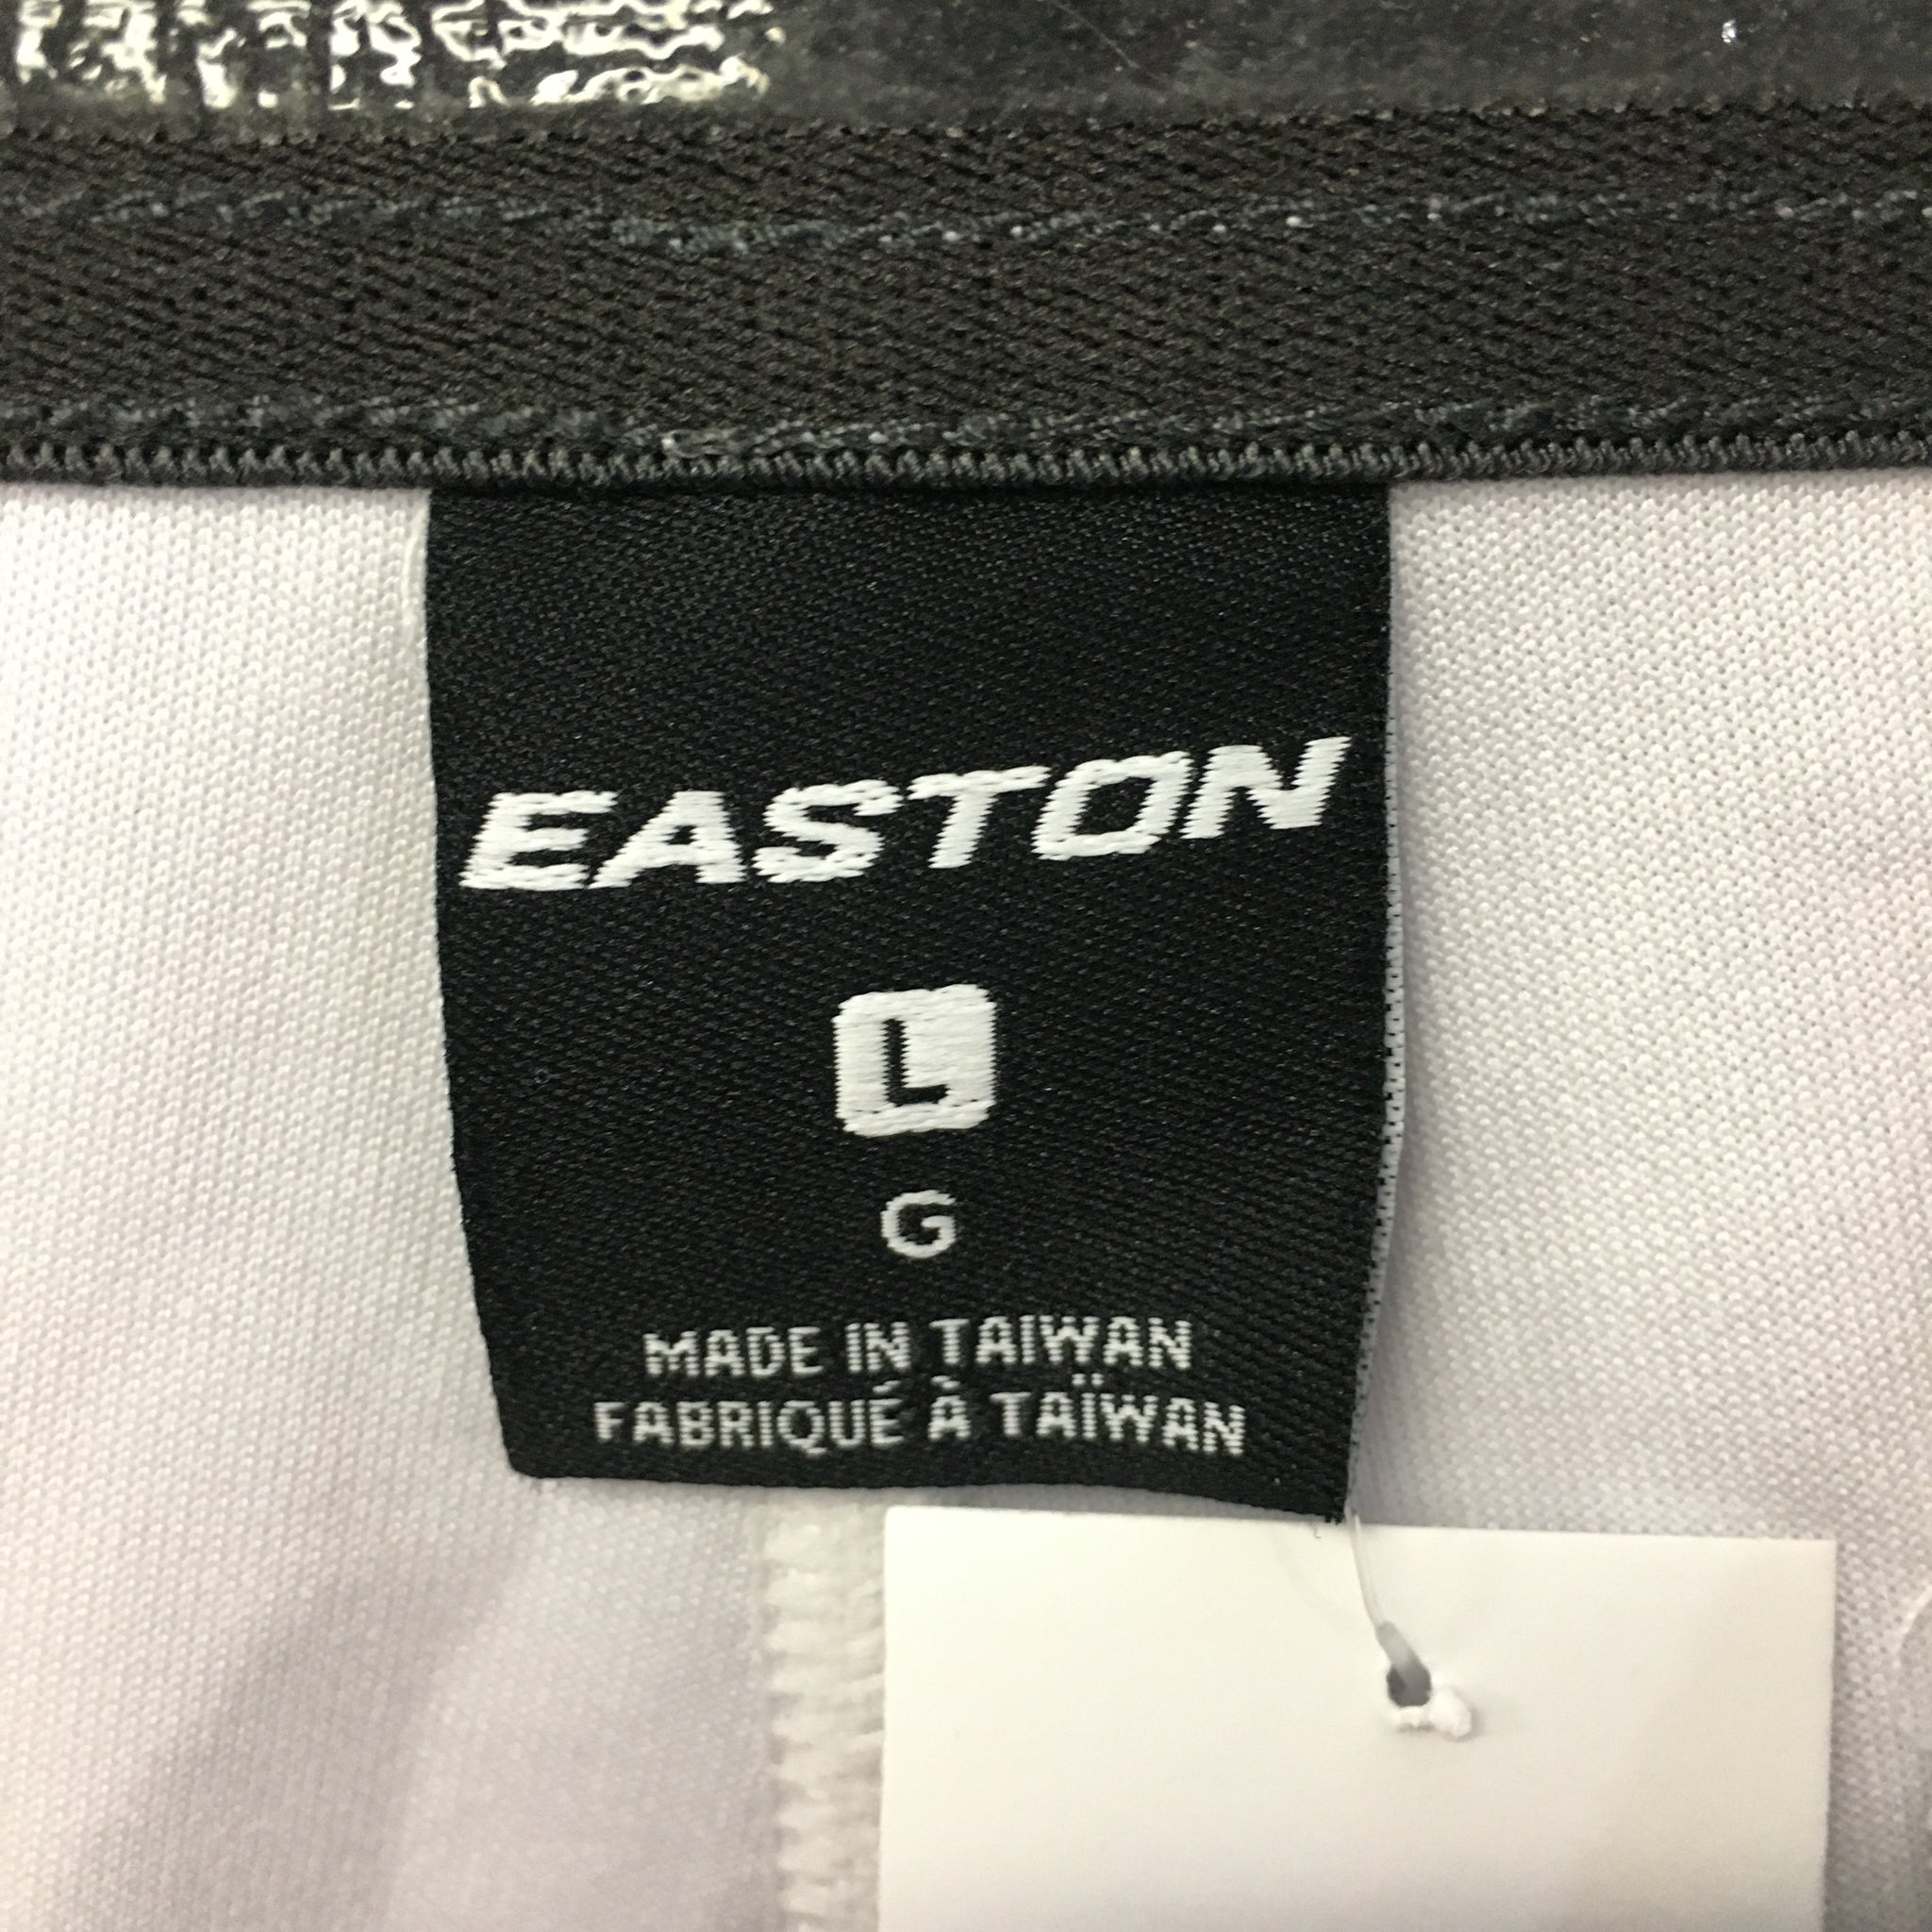 EASTON
L
G
MADE IN TAIWAN
FABRIQUÉ À TAÏWAN